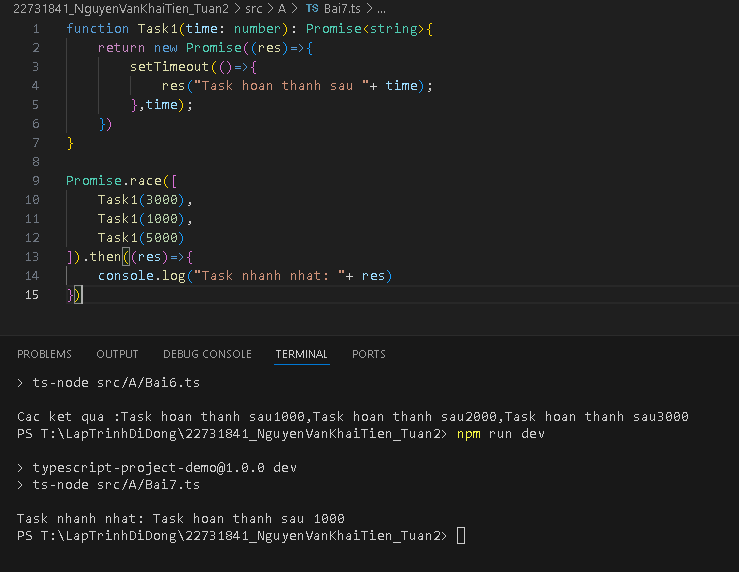 22731841_NguyenVanKhaiTien_Tuan2 > src > A > TS Bai7.ts > ...
1 function Task1(time: number): Promise<string>{
2     return new Promise((res)=>{
3         setTimeout(()=>{
4             res("Task hoan thanh sau "+ time);
5         },time);
6     })
7 }
8
9 Promise.race([
10     Task1(3000),
11     Task1(1000),
12     Task1(5000)
13 ]).then((res)=>{
14     console.log("Task nhanh nhat: "+ res)
15 })
PROBLEMS OUTPUT DEBUG CONSOLE TERMINAL PORTS
> ts-node src/A/Bai6.ts
Cac ket qua :Task hoan thanh sau1000,Task hoan thanh sau2000,Task hoan thanh sau3000
PS T:\LapTrinhDiDong\22731841_NguyenVanKhaiTien_Tuan2> npm run dev
> typescript-project-demo@1.0.0 dev
> ts-node src/A/Bai7.ts
Task nhanh nhat: Task hoan thanh sau 1000
PS T:\LapTrinhDiDong\22731841_NguyenVanKhaiTien_Tuan2>